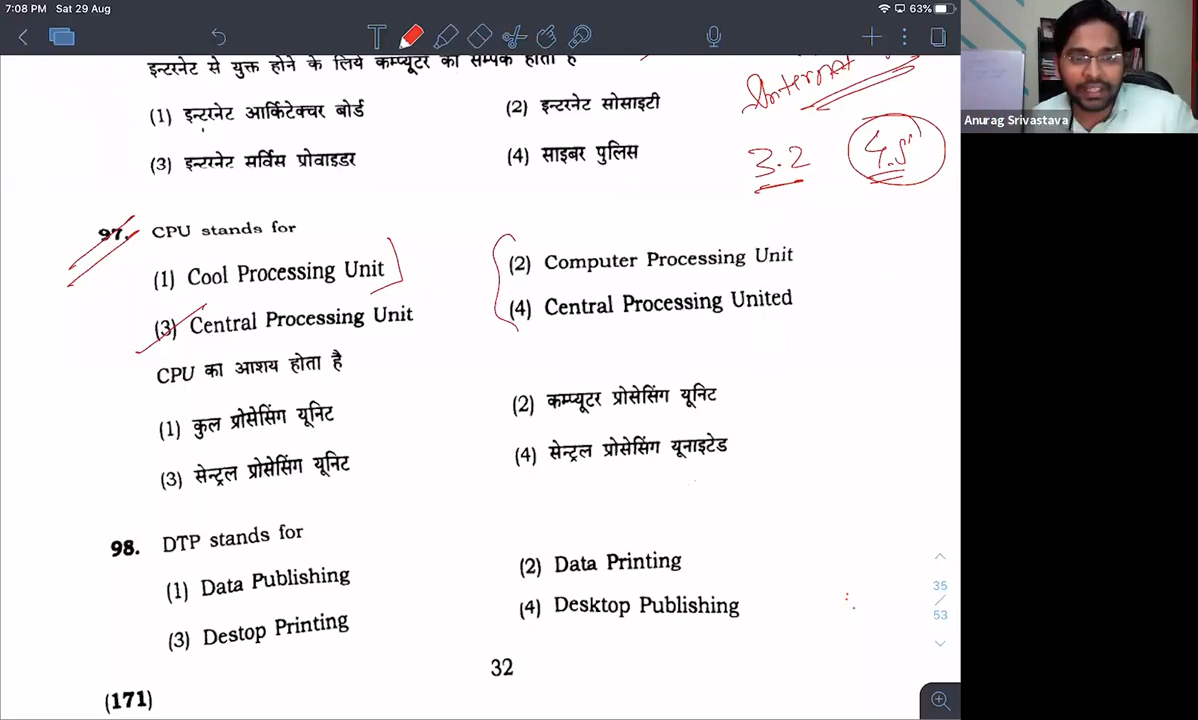 7:08 PM Sat 29 Aug
63%
इन्टरनेट से युक्त होने के लिये कम्प्यूटर का सम्पर्क होता है
(1) इन्टरनेट आर्किटेक्चर बोर्ड (2) इन्टरनेट सोसाइटी
(3) इन्टरनेट सर्विस प्रोवाइडर (4) साइबर पुलिस
Internet
3.2
Anurag Srivastava
97. CPU stands for
(1) Cool Processing Unit (2) Computer Processing Unit
(3) Central Processing Unit (4) Central Processing United
CPU का आशय होता है
(1) कुल प्रोसेसिंग यूनिट (2) कम्प्यूटर प्रोसेसिंग यूनिट
(3) सेन्ट्रल प्रोसेसिंग यूनिट (4) सेन्ट्रल प्रोसेसिंग यूनाइटेड
98. DTP stands for
(1) Data Publishing (2) Data Printing
(3) Destop Printing (4) Desktop Publishing
35
53
32
(171)